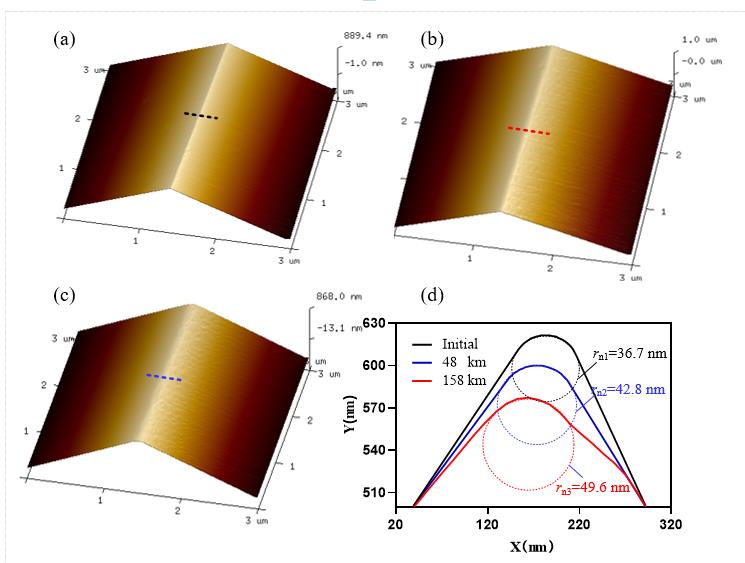 (a)
889.4 nm
-1.0 nm
3 um
um
3 um
2
2
1
1
1
2
3 um
(b)
1.0 um
-0.0 um
3 um
um
3 um
2
2
1
1
2
3 um
(c)
868.0 nm
-13.1 nm
3 um
um
3 um
2
2
1
1
1
2
3 um
(d)
630
600
570
540
510
Y(nm)
Initial
48 km
158 km
rn1=36.7 nm
rn2=42.8 nm
rn3=49.6 nm
20
120
220
320
X(nm)